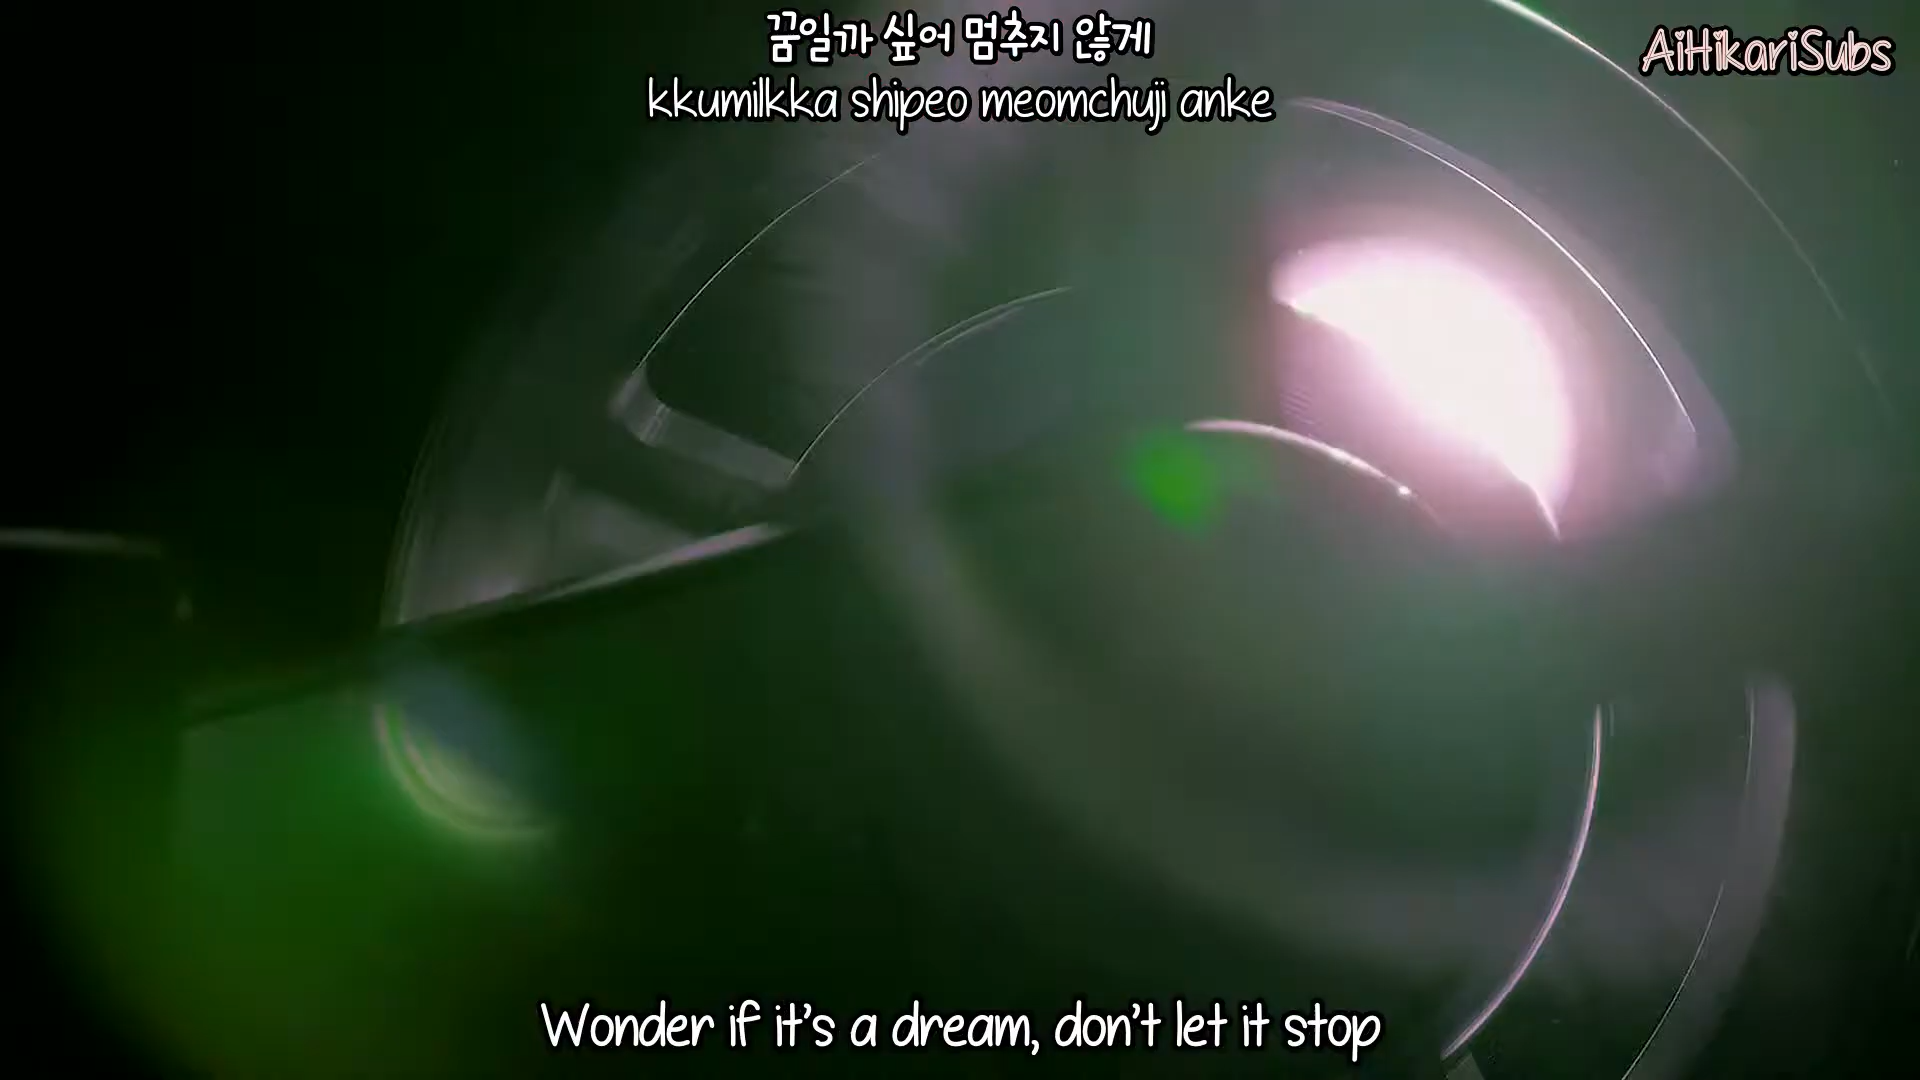 꿈일까 싶어 멈추지 않게
AiHikariSubs
kkumilkka shipeo meomchuji anke
Wonder if it's a dream, don't let it stop